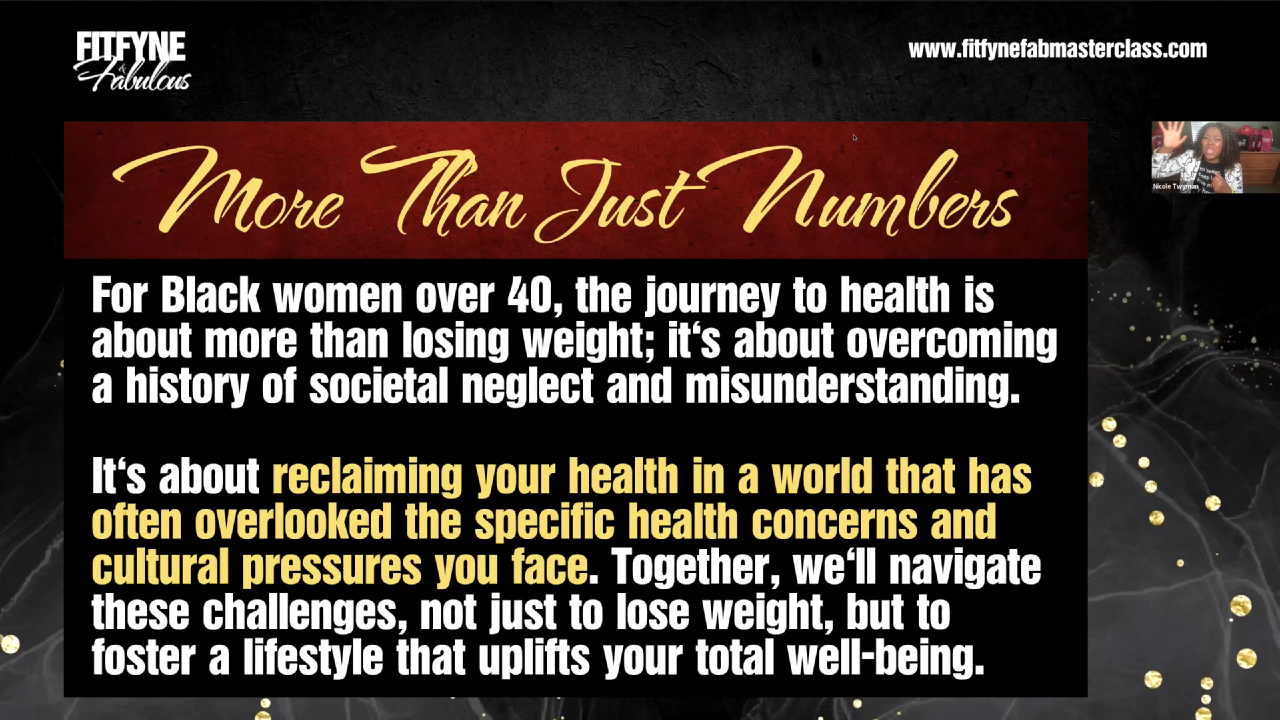 FITFYNE
& Fabulous
www.fitfynefabmasterclass.com
More Than Just Numbers
Nicole Twyman
For Black women over 40, the journey to health is
about more than losing weight; it‘s about overcoming
a history of societal neglect and misunderstanding.
It‘s about reclaiming your health in a world that has
often overlooked the specific health concerns and
cultural pressures you face. Together, we‘ll navigate
these challenges, not just to lose weight, but to
foster a lifestyle that uplifts your total well-being.